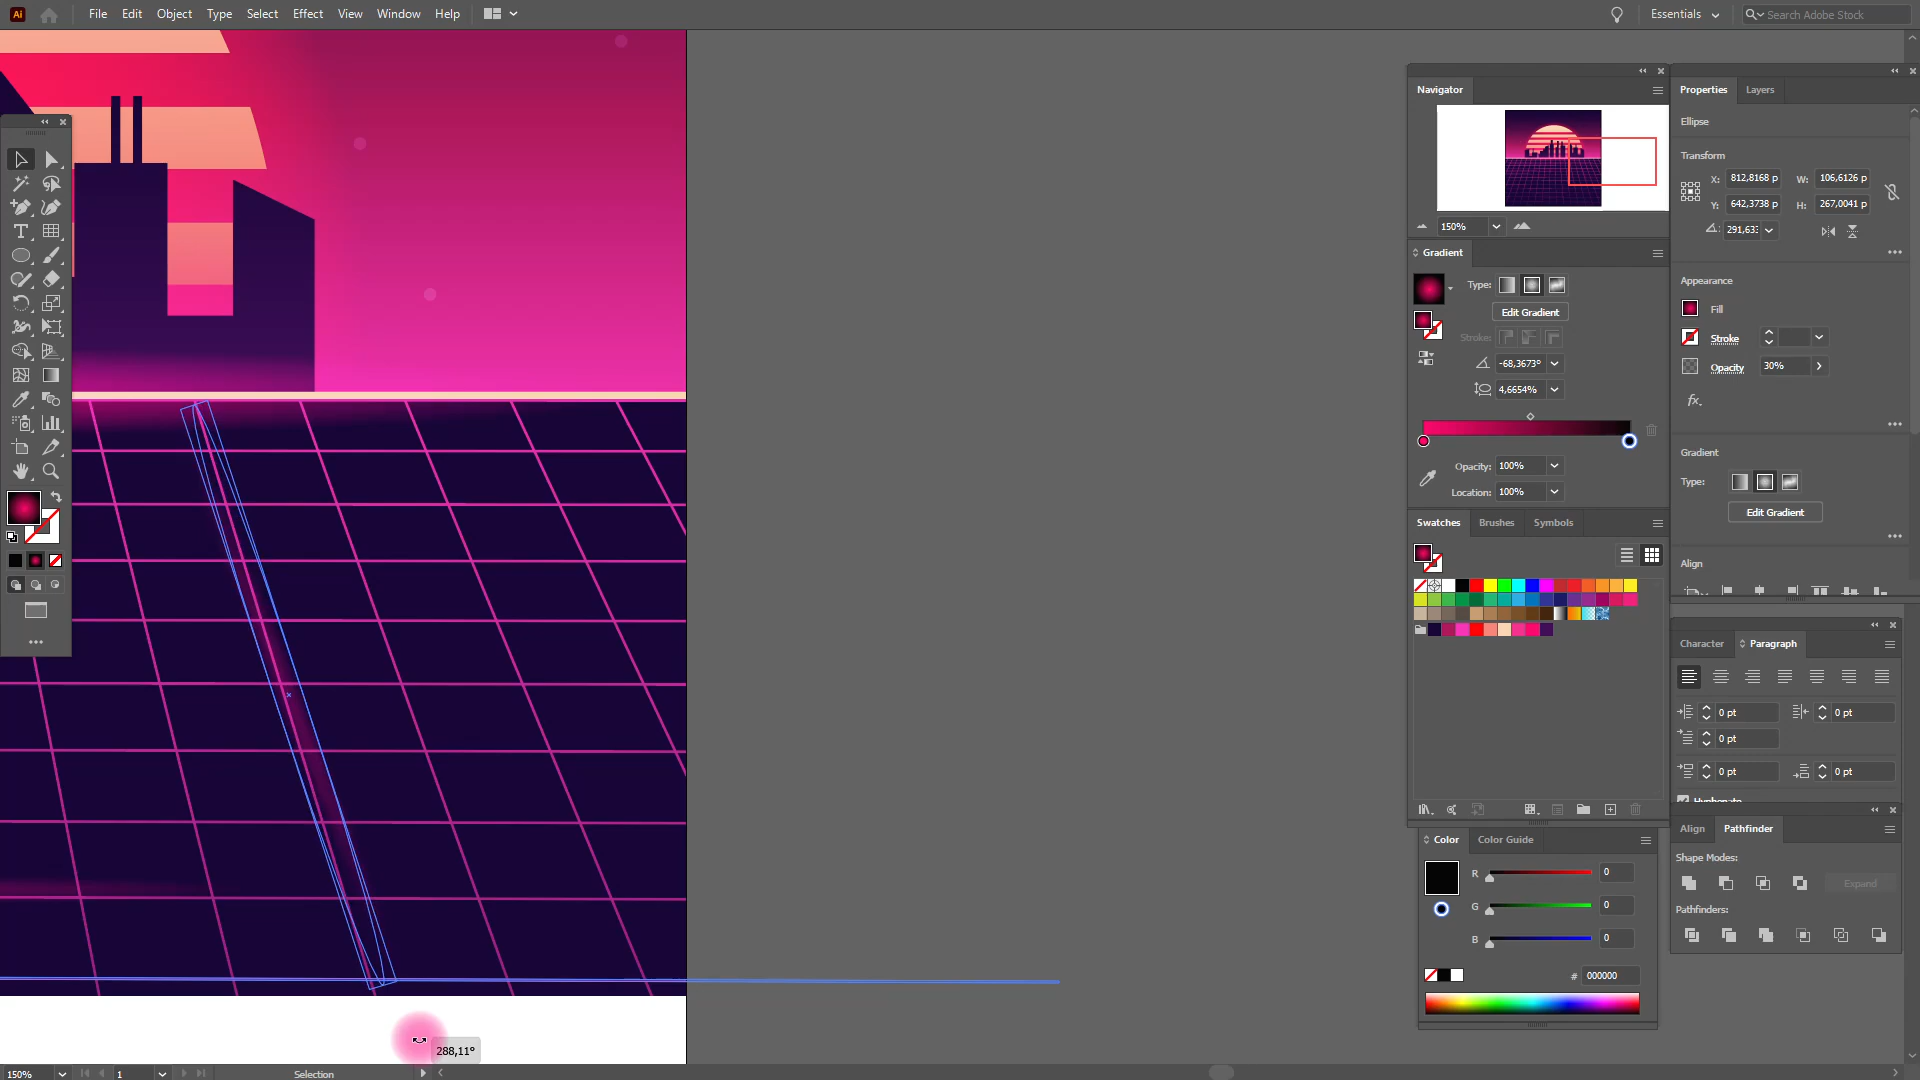 Ai
File Edit Object Type Select Effect View Window Help
Essentials
Search Adobe Stock
Navigator
150%
Gradient
Type:
Edit Gradient
Stroke:
-68,3673°
4,6654%
Opacity: 100%
Location: 100%
Swatches Brushes Symbols
Color Color Guide
R 0
G 0
B 0
# 000000
Properties Layers
Ellipse
Transform
X: 812,8168 p W: 106,6126 p
Y: 642,3738 p H: 267,0041 p
291,633
Appearance
Fill
Stroke
Opacity 30%
fx.
Gradient
Type:
Edit Gradient
Align
Character Paragraph
0 pt 0 pt
0 pt
0 pt 0 pt
Hyphenate
Align Pathfinder
Shape Modes:
Expand
Pathfinders:
288,11°
150% 1 Selection